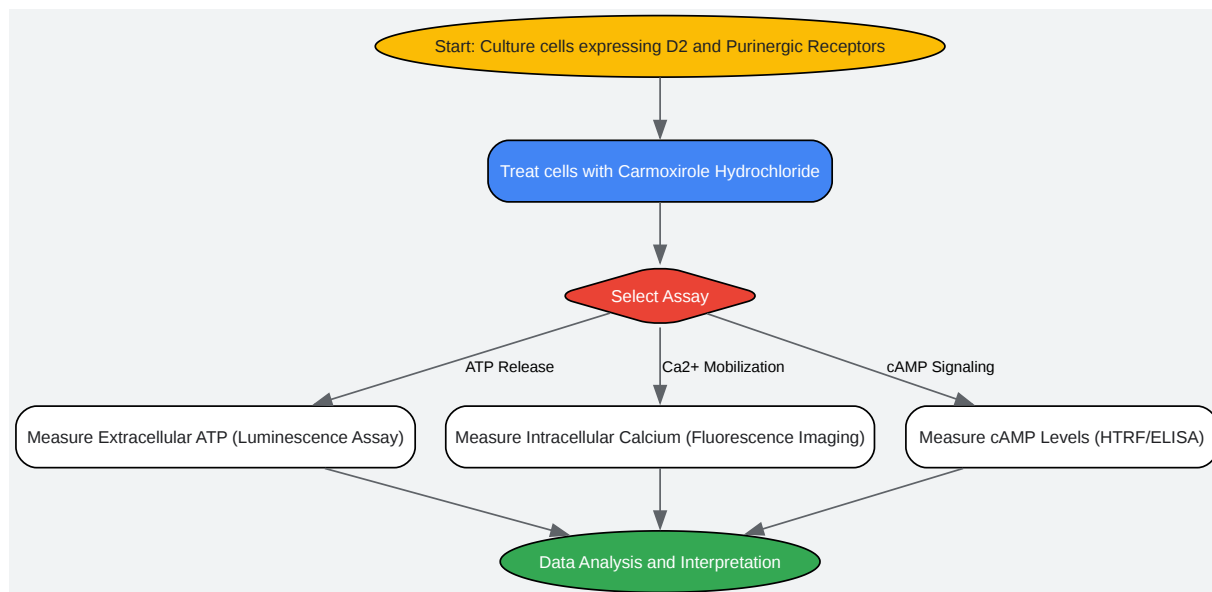 Start: Culture cells expressing D2 and Purinergic Receptors
Treat cells with Carmoxirole Hydrochloride
Select Assay
ATP Release
Ca2+ Mobilization
cAMP Signaling
Measure Extracellular ATP (Luminescence Assay)
Measure Intracellular Calcium (Fluorescence Imaging)
Measure cAMP Levels (HTRF/ELISA)
Data Analysis and Interpretation